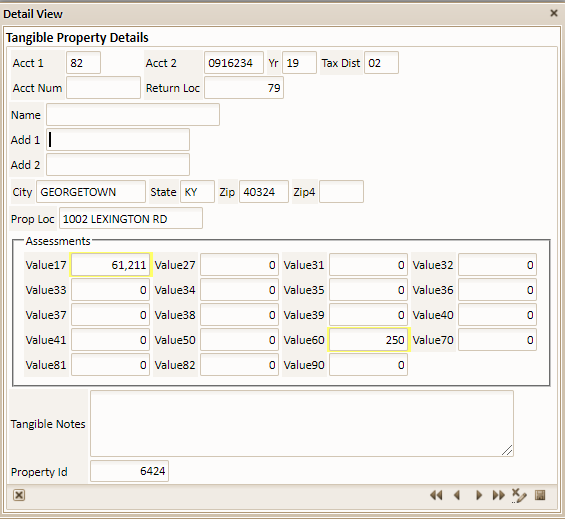 Detail View
Tangible Property Details
Acct 1 82 Acct 2 0916234 Yr 19 Tax Dist 02
Acct Num Return Loc 79
Name
Add 1
Add 2
City GEORGETOWN State KY Zip 40324 Zip4
Prop Loc 1002 LEXINGTON RD
Assessments
Value17 61,211 Value27 0 Value31 0 Value32 0
Value33 0 Value34 0 Value35 0 Value36 0
Value37 0 Value38 0 Value39 0 Value40 0
Value41 0 Value50 0 Value60 250 Value70 0
Value81 0 Value82 0 Value90 0
Tangible Notes
Property Id 6424